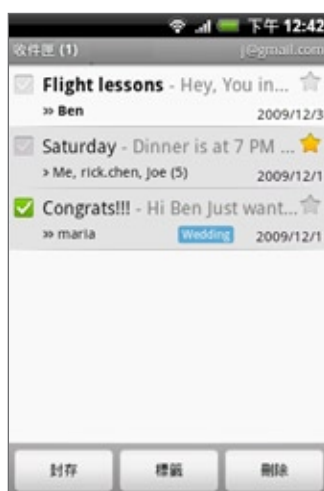 下午 12:42
收件匣 (1) j@gmail.com
Flight lessons - Hey, You in...
» Ben 2009/12/3
Saturday - Dinner is at 7 PM ...
› Me, rick.chen, Joe (5) 2009/12/1
Congrats!!! - Hi Ben Just want...
» maria Wedding 2009/12/1
封存 標籤 刪除